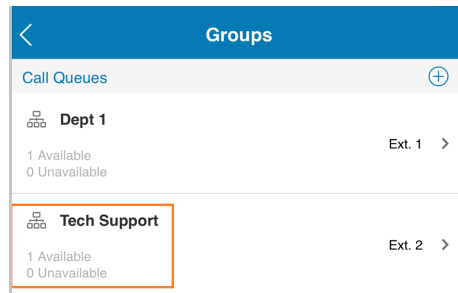 Groups
Call Queues
Dept 1
1 Available
0 Unavailable
Ext. 1
Tech Support
1 Available
0 Unavailable
Ext. 2